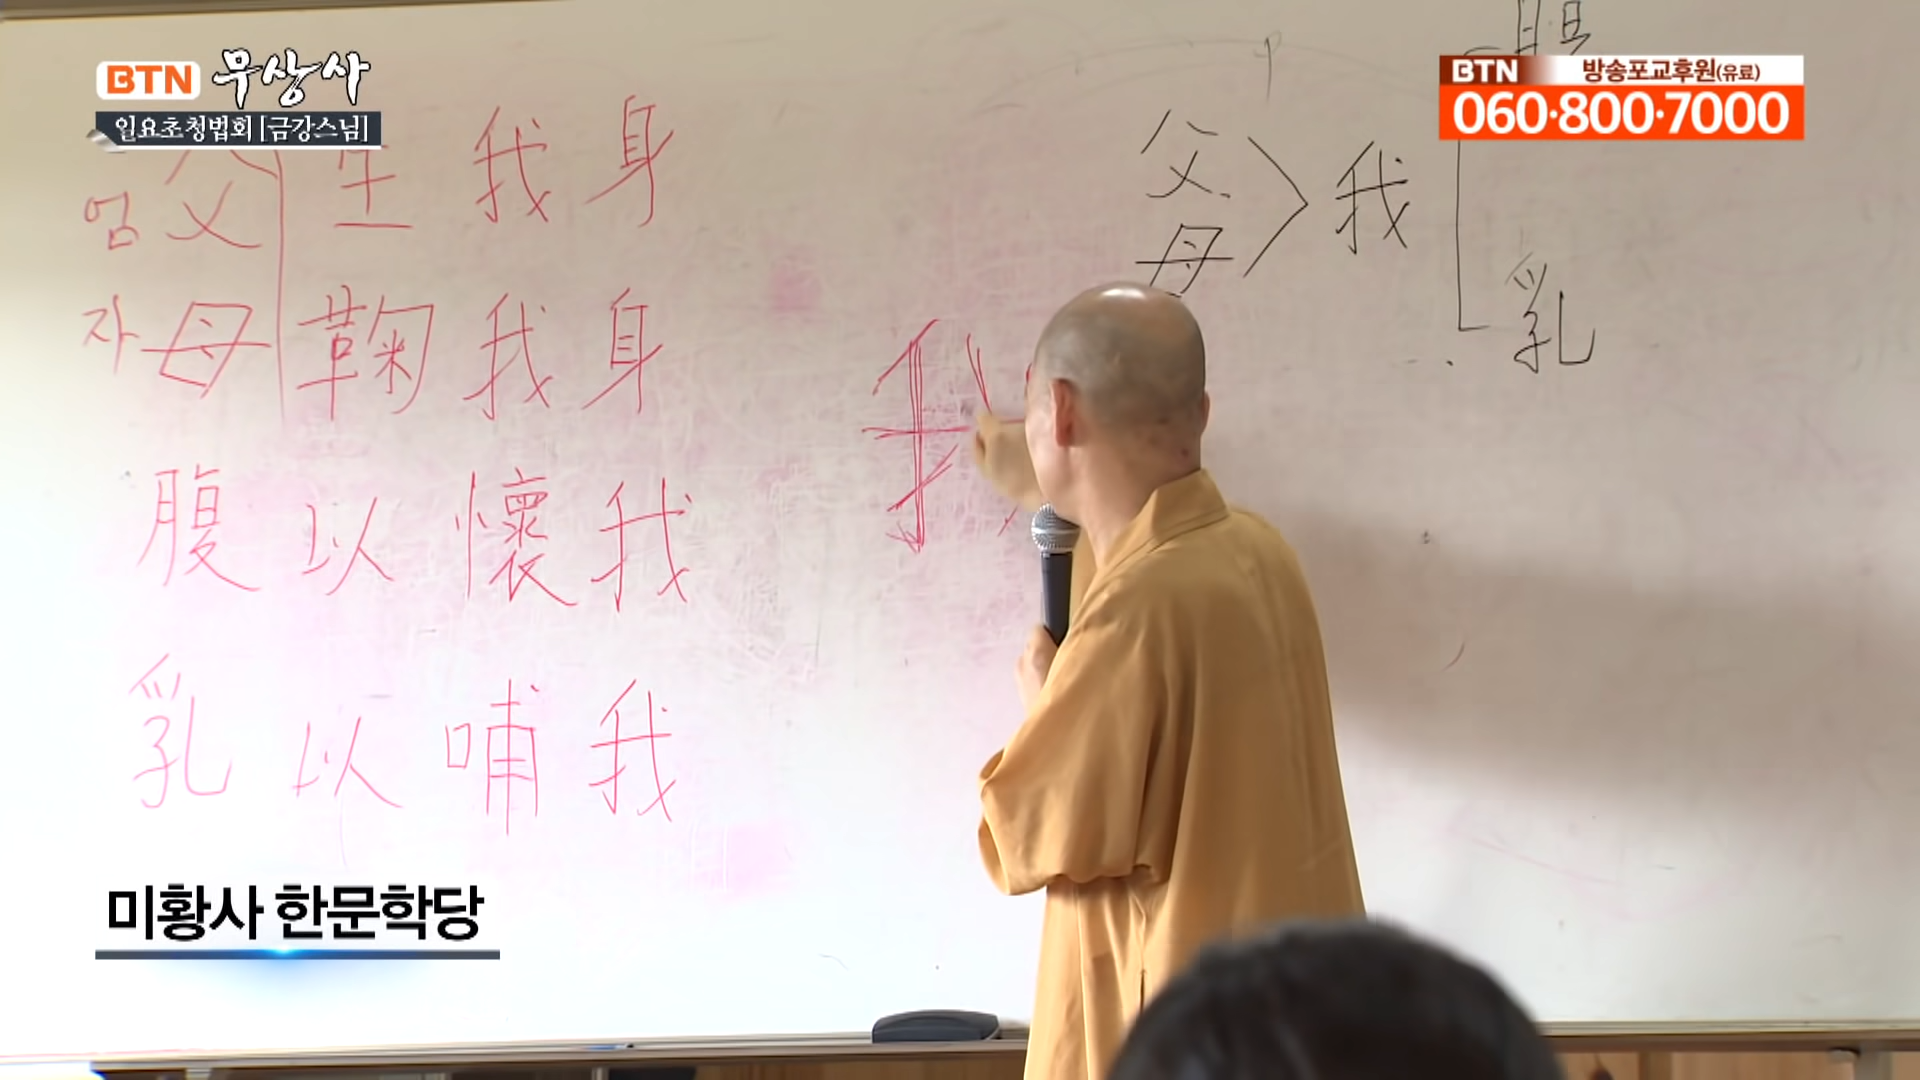 BTN 무상사
일요초청법회 [금강스님]
BTN 방송포교후원(유료)
060·800·7000
엄 父 生 我 身
자 母 鞠 我 身
腹 以 懷 我
乳 以 哺 我
我
父
母
我
乳
미황사 한문학당